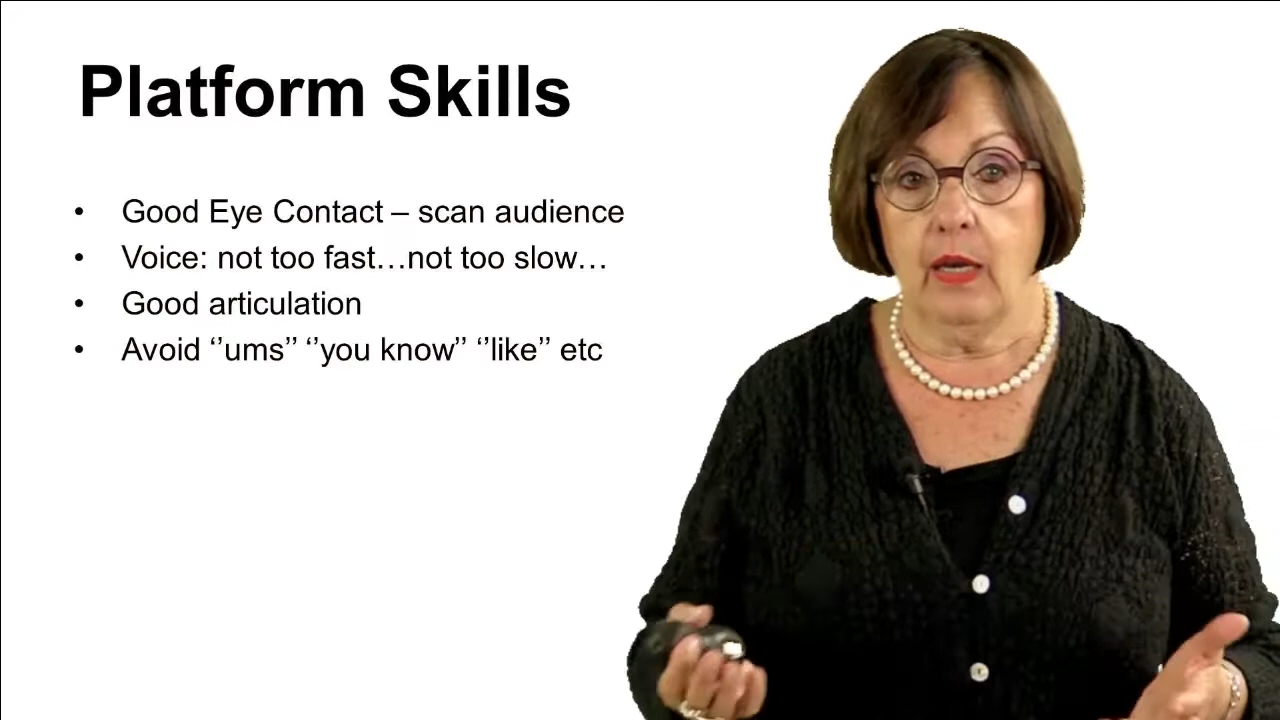 Platform Skills
• Good Eye Contact – scan audience
• Voice: not too fast…not too slow…
• Good articulation
• Avoid ‘’ums’’ ‘’you know’’ ‘’like’’ etc